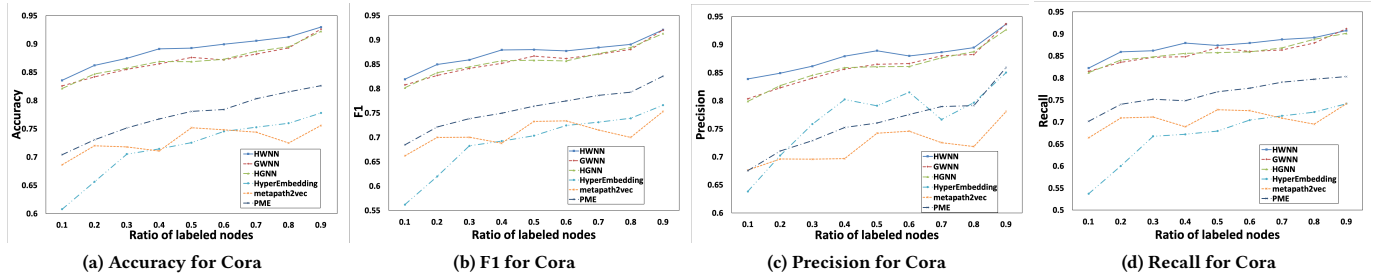 0.95
0.9
0.85
0.8
0.75
0.7
0.65
0.6
Accuracy
0.1 0.2 0.3 0.4 0.5 0.6 0.7 0.8 0.9
Ratio of labeled nodes
HWNN
GWNN
HGNN
HyperEmbedding
metapath2vec
PME
(a) Accuracy for Cora
0.95
0.9
0.85
0.8
0.75
0.7
0.65
0.6
0.55
F1
0.1 0.2 0.3 0.4 0.5 0.6 0.7 0.8 0.9
Ratio of labeled nodes
HWNN
GWNN
HGNN
HyperEmbedding
metapath2vec
PME
(b) F1 for Cora
0.95
0.9
0.85
0.8
0.75
0.7
0.65
0.6
Precision
0.1 0.2 0.3 0.4 0.5 0.6 0.7 0.8 0.9
Ratio of labeled nodes
HWNN
GWNN
HGNN
HyperEmbedding
metapath2vec
PME
(c) Precision for Cora
0.95
0.9
0.85
0.8
0.75
0.7
0.65
0.6
0.55
0.5
Recall
0.1 0.2 0.3 0.4 0.5 0.6 0.7 0.8 0.9
Ratio of labeled nodes
HWNN
GWNN
HGNN
HyperEmbedding
metapath2vec
PME
(d) Recall for Cora